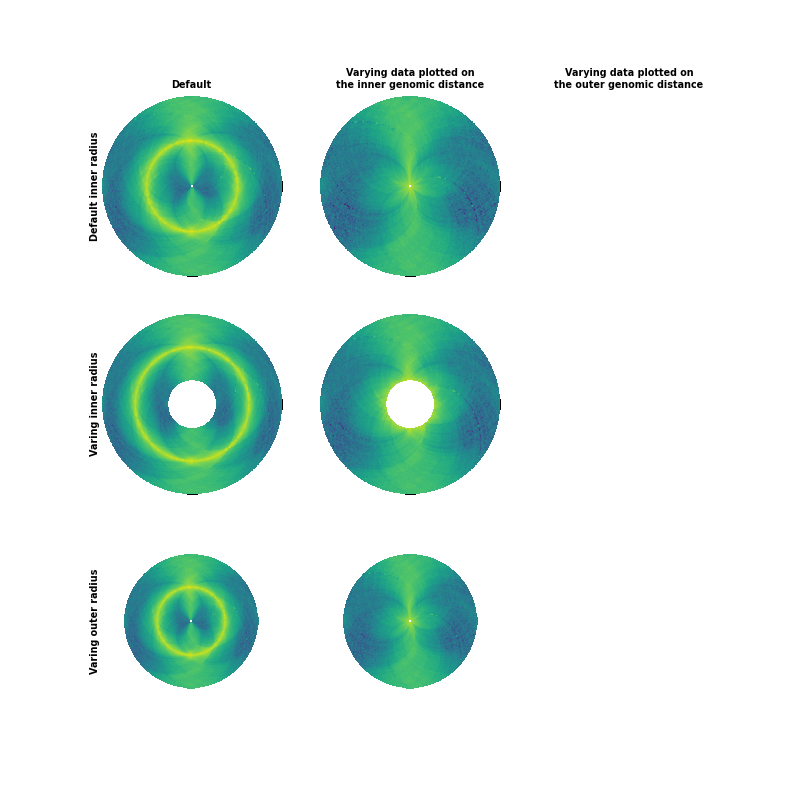 Default
Varying data plotted on
the inner genomic distance
Varying data plotted on
the outer genomic distance
Default inner radius
Varing inner radius
Varing outer radius